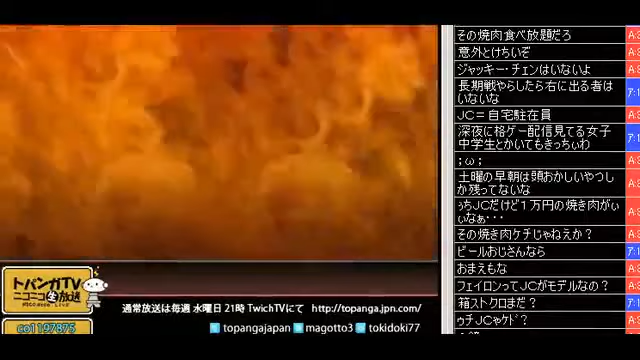 その焼肉食べ放題だろ
意外とけちいぞ
ジャッキー・チェンはいないよ
長期戦やらしたら右に出る者は
いないな
JC＝自宅駐在員
深夜に格ゲー配信見てる女子
中学生とかいてもきっちぃわ
；ω；
土曜の早朝は頭おかしいやつし
か残ってないな
ぅちJCだけど１万円の焼き肉がぃ
ぃなぁ・・・
その焼き肉ケチじゃねえか？
ビールおじさんなら
おまえもな
フェイロンってJCがモデルなの？
箱ストクロまだ？
ゥチJCャケド？
トパンガTV
ニコニコ生放送
co1197875
通常放送は毎週 水曜日 21時 TwichTVにて http://topanga.jpn.com/
topangajapan magotto3 tokidoki77